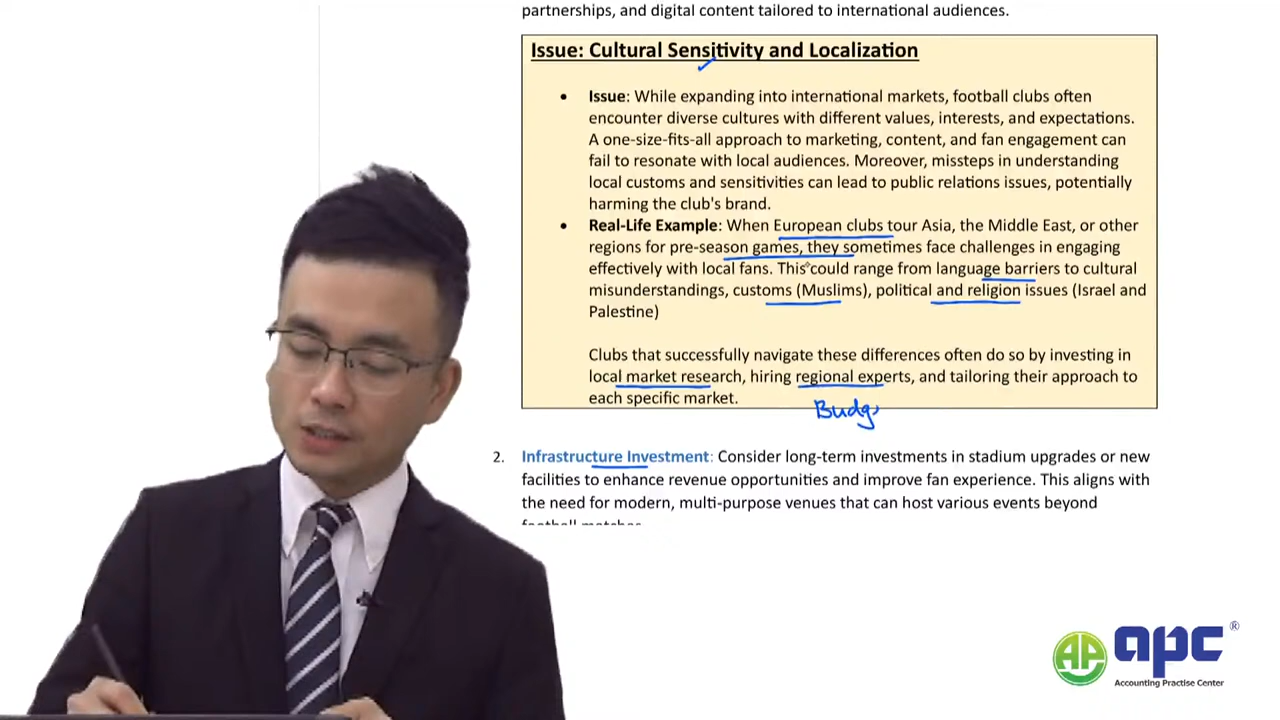 partnerships, and digital content tailored to international audiences.
Issue: Cultural Sensitivity and Localization
• Issue: While expanding into international markets, football clubs often
encounter diverse cultures with different values, interests, and expectations.
A one-size-fits-all approach to marketing, content, and fan engagement can
fail to resonate with local audiences. Moreover, missteps in understanding
local customs and sensitivities can lead to public relations issues, potentially
harming the club's brand.
• Real-Life Example: When European clubs tour Asia, the Middle East, or other
regions for pre-season games, they sometimes face challenges in engaging
effectively with local fans. This could range from language barriers to cultural
misunderstandings, customs (Muslims), political and religion issues (Israel and
Palestine)
Clubs that successfully navigate these differences often do so by investing in
local market research, hiring regional experts, and tailoring their approach to
each specific market.
Budg
2. Infrastructure Investment: Consider long-term investments in stadium upgrades or new
facilities to enhance revenue opportunities and improve fan experience. This aligns with
the need for modern, multi-purpose venues that can host various events beyond
football matches
AP apc®
Accounting Practise Center